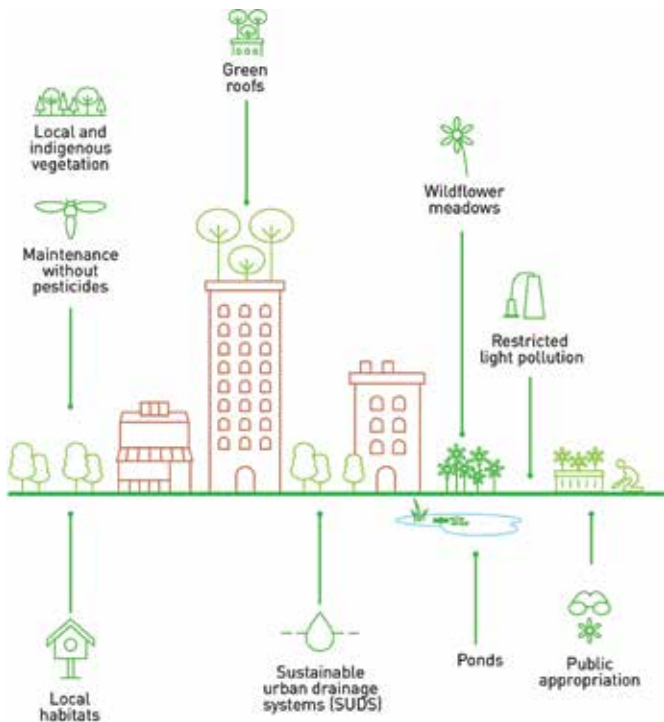 Green
roofs
Local and
indigenous
vegetation
Wildflower
meadows
Maintenance
without
pesticides
Restricted
light pollution
Local
habitats
Sustainable
urban drainage
systems (SUDS)
Ponds
Public
appropriation